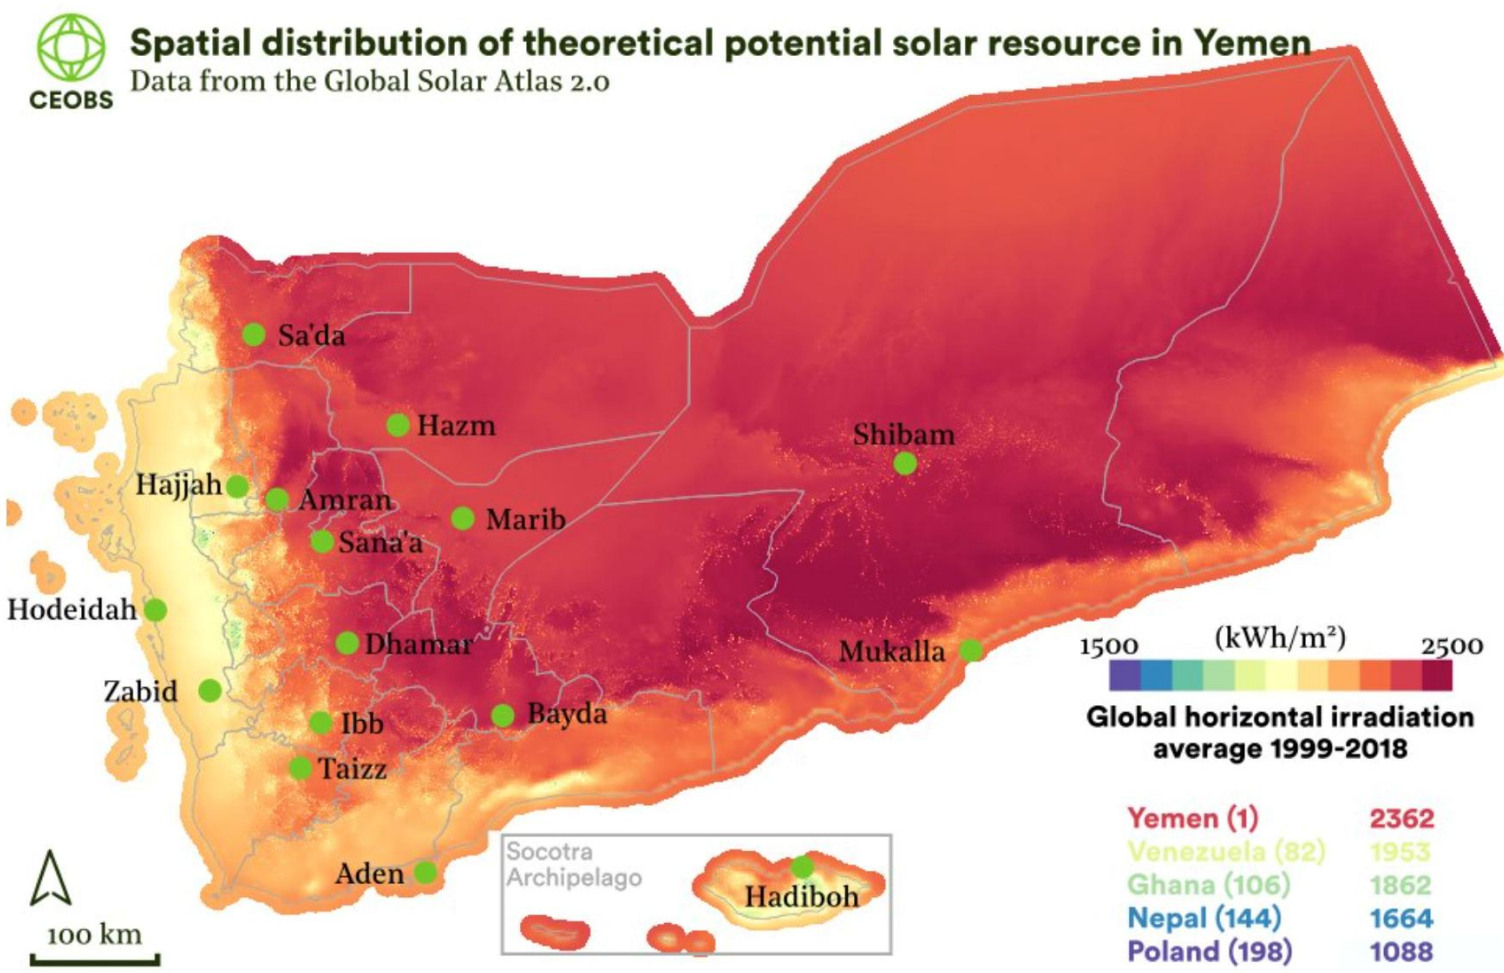 Spatial distribution of theoretical potential solar resource in Yemen
Data from the Global Solar Atlas 2.0
CEOBS
Sa'da
Hazm
Shibam
Hajjah
Amran
Marib
Sana'a
Hodeidah
Dhamar
Mukalla
Zabid
Ibb
Bayda
Taizz
Aden
Socotra
Archipelago
Hadiboh
100 km
1500 (kWh/m²) 2500
Global horizontal irradiation
average 1999-2018
Yemen (1) 2362
Venezuela (82) 1953
Ghana (106) 1862
Nepal (144) 1664
Poland (198) 1088